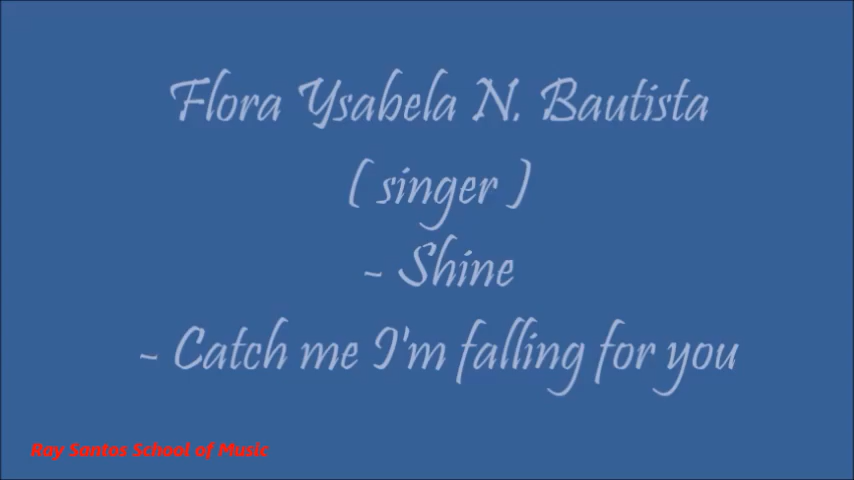 Flora Ysabela N. Bautista
( singer )
- Shine
- Catch me I'm falling for you
Ray Santos School of Music